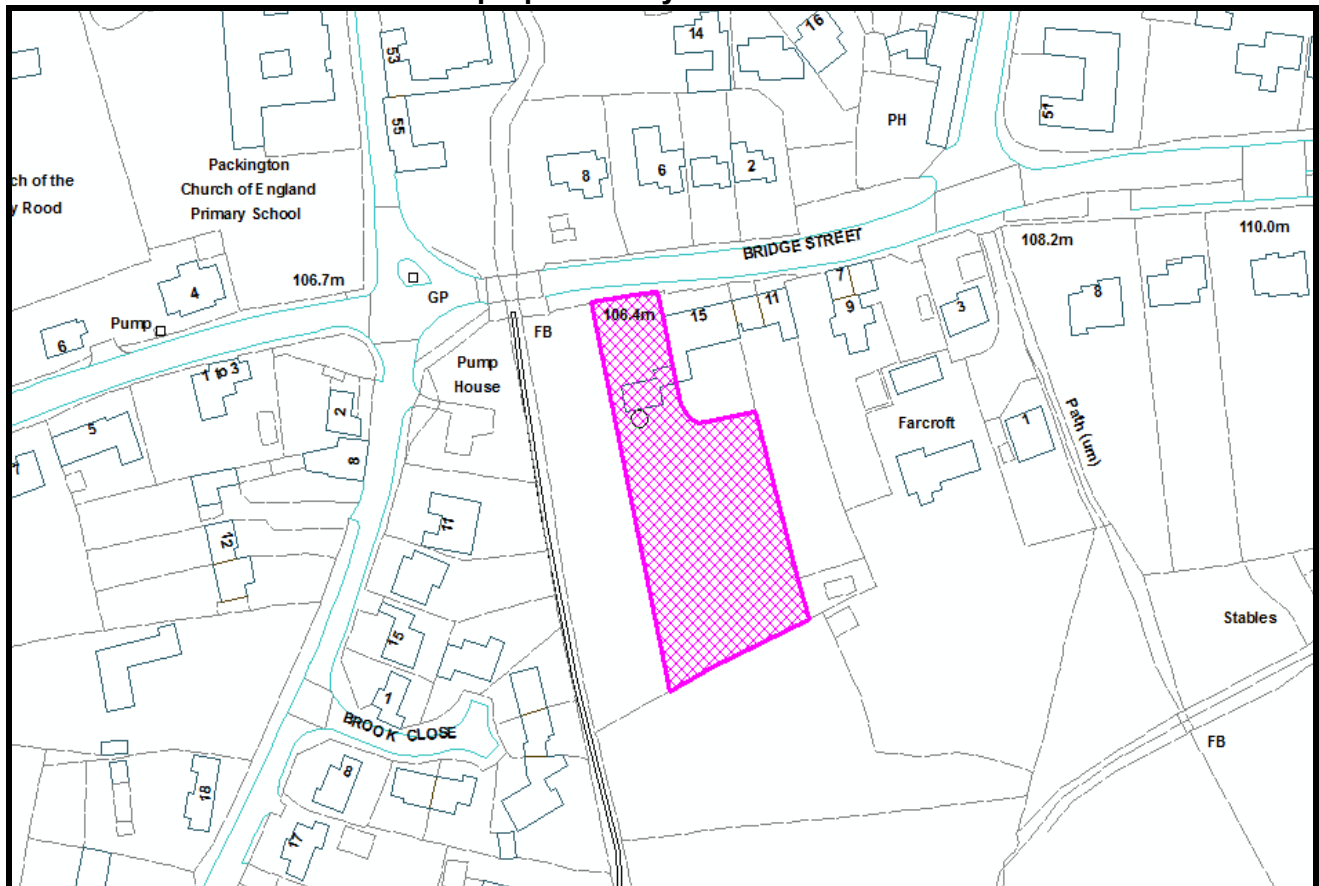 53
14
16
55
PH
51
Packington
Church of England
Primary School
8
6
2
ch of the
y Rood
BRIDGE STREET
108.2m
110.0m
106.7m
4
GP
7
8
Pump
6
FB
106.4m
15
11
9
3
1 to 3
Pump
House
2
5
7
8
Farcroft
1
Path (um)
11
12
15
Stables
1
BROOK CLOSE
FB
8
18
17